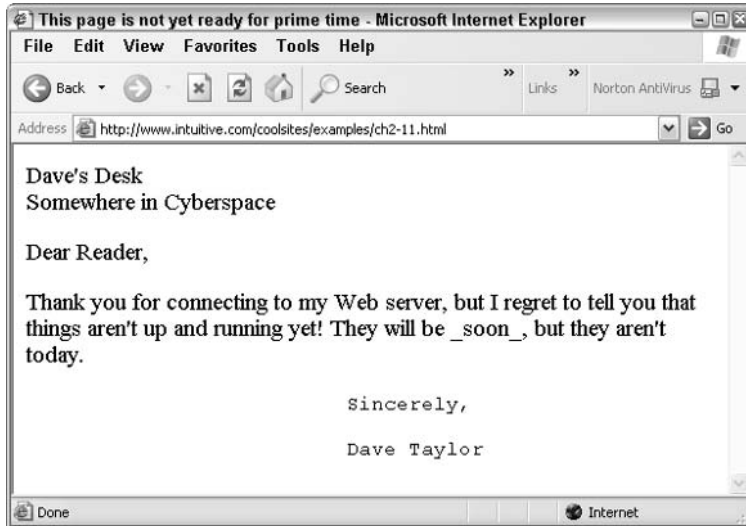 This page is not yet ready for prime time - Microsoft Internet Explorer
File Edit View Favorites Tools Help
Back Search » Links » Norton AntiVirus
Address http://www.intuitive.com/coolsites/examples/ch2-11.html Go
Dave's Desk
Somewhere in Cyberspace
Dear Reader,
Thank you for connecting to my Web server, but I regret to tell you that
things aren't up and running yet! They will be _soon_, but they aren't
today.
Sincerely,
Dave Taylor
Done Internet